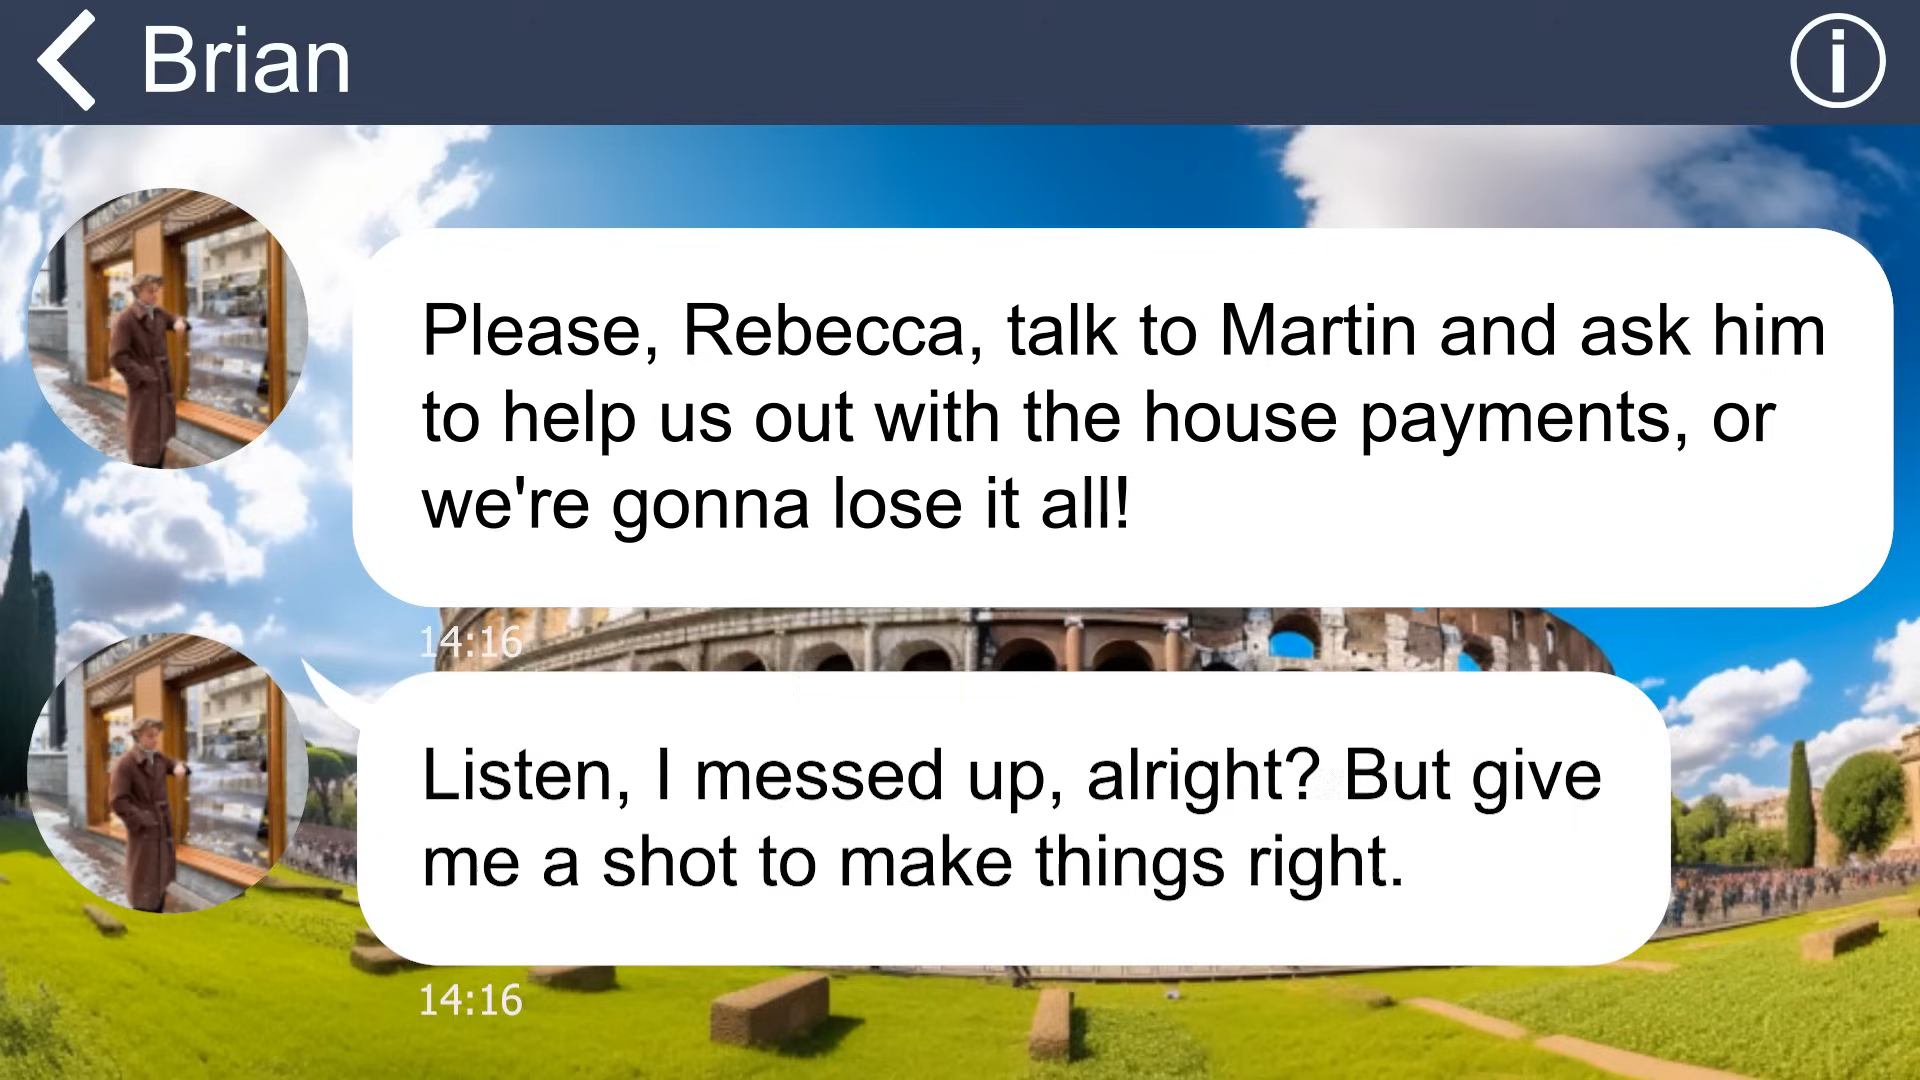 Brian
Please, Rebecca, talk to Martin and ask him
to help us out with the house payments, or
we're gonna lose it all!
14:16
Listen, I messed up, alright? But give
me a shot to make things right.
14:16